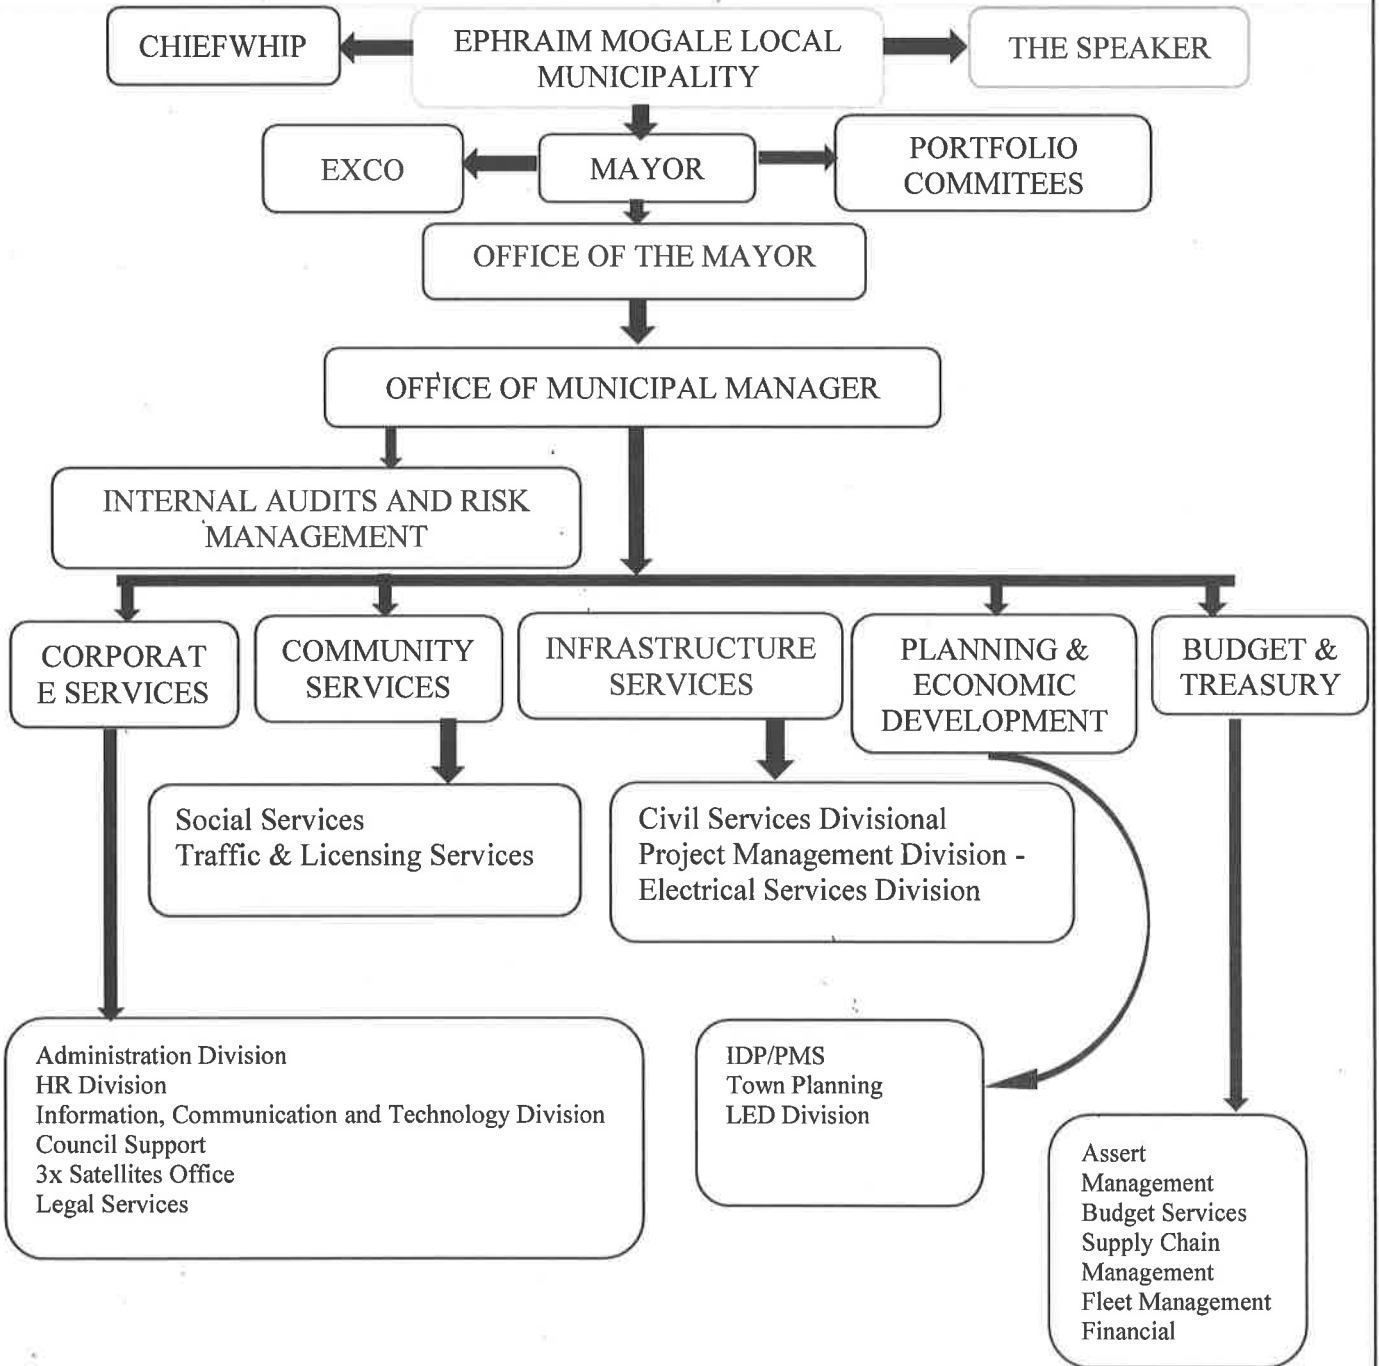 CHIEFWHIP
EPHRAIM MOGALE LOCAL
MUNICIPALITY
THE SPEAKER
EXCO
MAYOR
PORTFOLIO
COMMITEES
OFFICE OF THE MAYOR
OFFICE OF MUNICIPAL MANAGER
INTERNAL AUDITS AND RISK
MANAGEMENT
CORPORAT
E SERVICES
COMMUNITY
SERVICES
INFRASTRUCTURE
SERVICES
PLANNING &
ECONOMIC
DEVELOPMENT
BUDGET &
TREASURY
Social Services
Traffic & Licensing Services
Civil Services Divisional
Project Management Division -
Electrical Services Division
Administration Division
HR Division
Information, Communication and Technology Division
Council Support
3x Satellites Office
Legal Services
IDP/PMS
Town Planning
LED Division
Assert
Management
Budget Services
Supply Chain
Management
Fleet Management
Financial